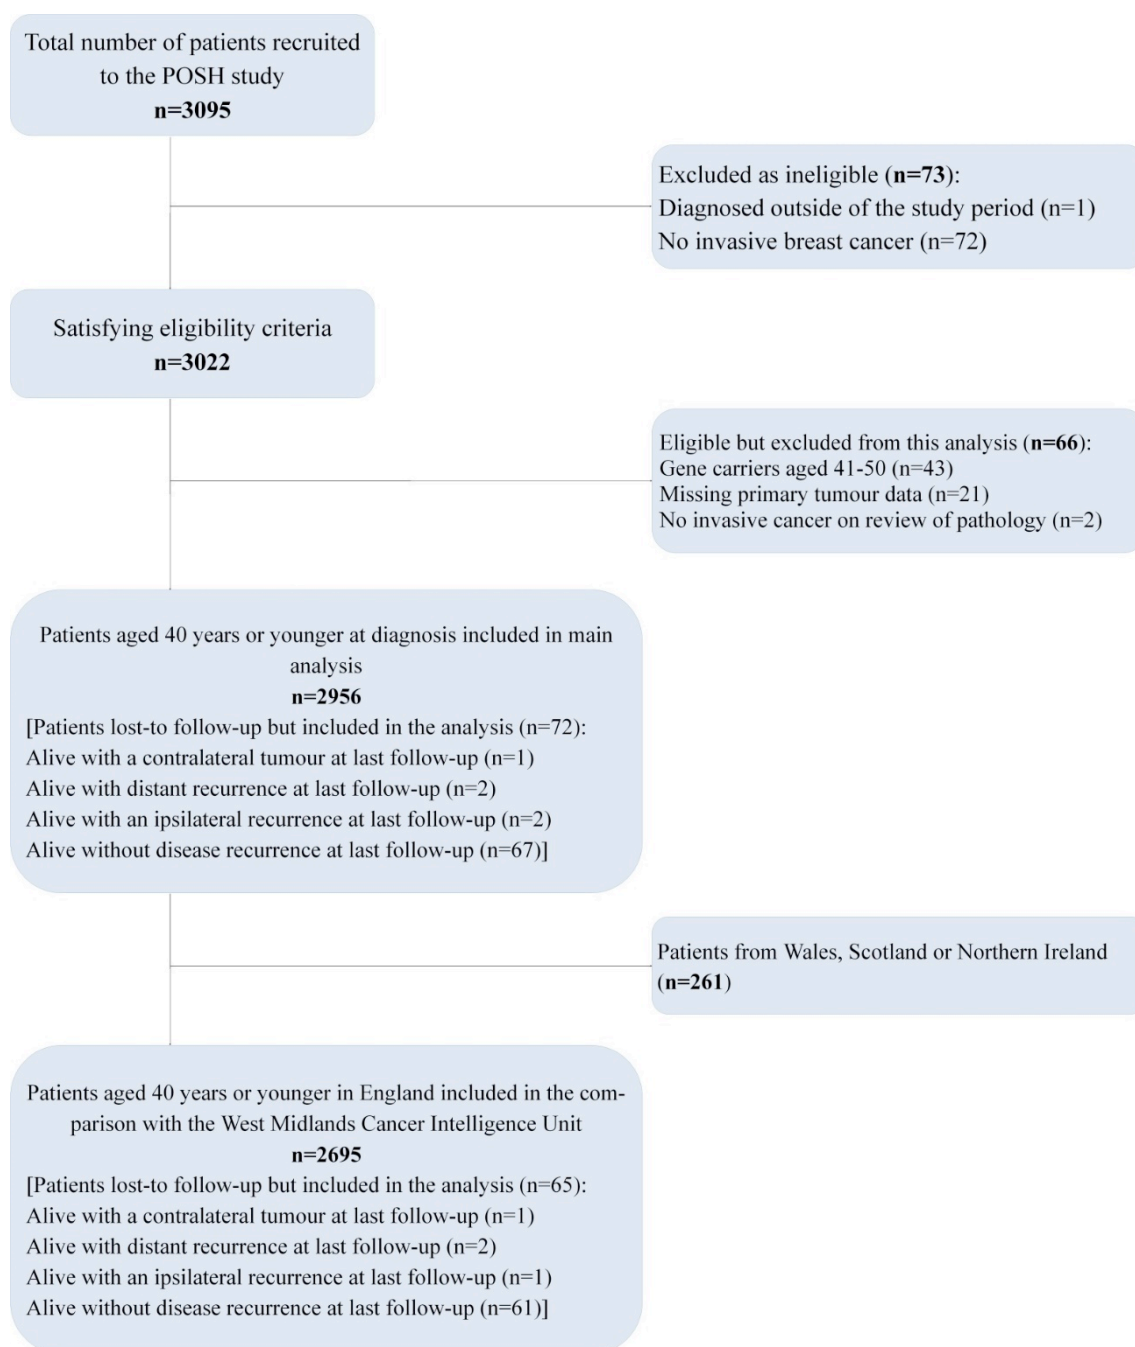 Total number of patients recruited
to the POSH study
n=3095
Excluded as ineligible (n=73):
Diagnosed outside of the study period (n=1)
No invasive breast cancer (n=72)
Satisfying eligibility criteria
n=3022
Eligible but excluded from this analysis (n=66):
Gene carriers aged 41-50 (n=43)
Missing primary tumour data (n=21)
No invasive cancer on review of pathology (n=2)
Patients aged 40 years or younger at diagnosis included in main
analysis
n=2956
[Patients lost-to follow-up but included in the analysis (n=72):
Alive with a contralateral tumour at last follow-up (n=1)
Alive with distant recurrence at last follow-up (n=2)
Alive with an ipsilateral recurrence at last follow-up (n=2)
Alive without disease recurrence at last follow-up (n=67)]
Patients from Wales, Scotland or Northern Ireland
(n=261)
Patients aged 40 years or younger in England included in the com-
parison with the West Midlands Cancer Intelligence Unit
n=2695
[Patients lost-to follow-up but included in the analysis (n=65):
Alive with a contralateral tumour at last follow-up (n=1)
Alive with distant recurrence at last follow-up (n=2)
Alive with an ipsilateral recurrence at last follow-up (n=1)
Alive without disease recurrence at last follow-up (n=61)]